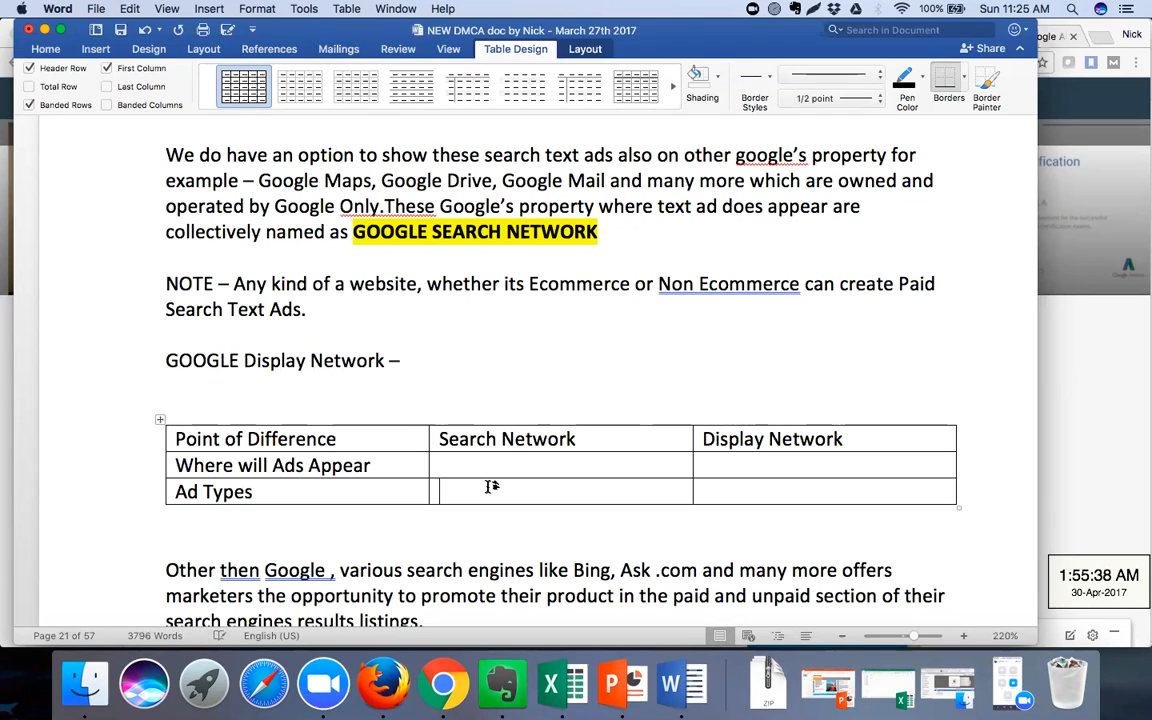 Word File Edit View Insert Format Tools Table Window Help 100% Sun 11:25 AM
NEW DMCA doc by Nick - March 27th 2017
Search in Document
Nick
Home Insert Design Layout References Mailings Review View Table Design Layout
Share
Header Row First Column
Total Row Last Column
Banded Rows Banded Columns
Shading
Border Styles
1/2 point
Pen Color
Borders
Border Painter
We do have an option to show these search text ads also on other google's property for
example – Google Maps, Google Drive, Google Mail and many more which are owned and
operated by Google Only.These Google's property where text ad does appear are
collectively named as GOOGLE SEARCH NETWORK
NOTE – Any kind of a website, whether its Ecommerce or Non Ecommerce can create Paid
Search Text Ads.
GOOGLE Display Network –
Point of Difference Search Network Display Network
Where will Ads Appear
Ad Types
Other then Google , various search engines like Bing, Ask .com and many more offers
marketers the opportunity to promote their product in the paid and unpaid section of their
search engines results listings.
1:55:38 AM
30-Apr-2017
Page 21 of 57 3796 Words English (US) 220%
ZIP